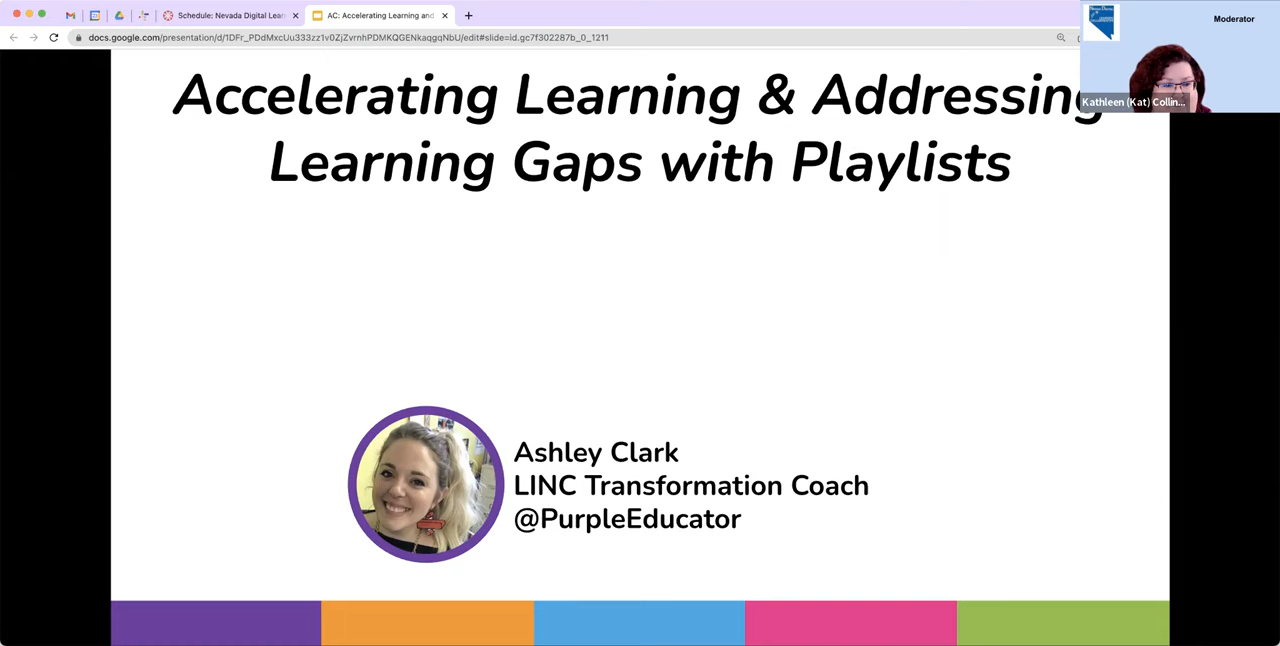 Schedule: Nevada Digital Lear
AC: Accelerating Learning and
docs.google.com/presentation/d/1DFr_PDdMxcUu333zz1v0ZjZvrnhPDMKQGENkaqgqNbU/edit#slide=id.gc7f302287b_0_1211
Moderator
Kathleen (Kat) Collin...
Accelerating Learning & Addressing
Learning Gaps with Playlists
Ashley Clark
LINC Transformation Coach
@PurpleEducator